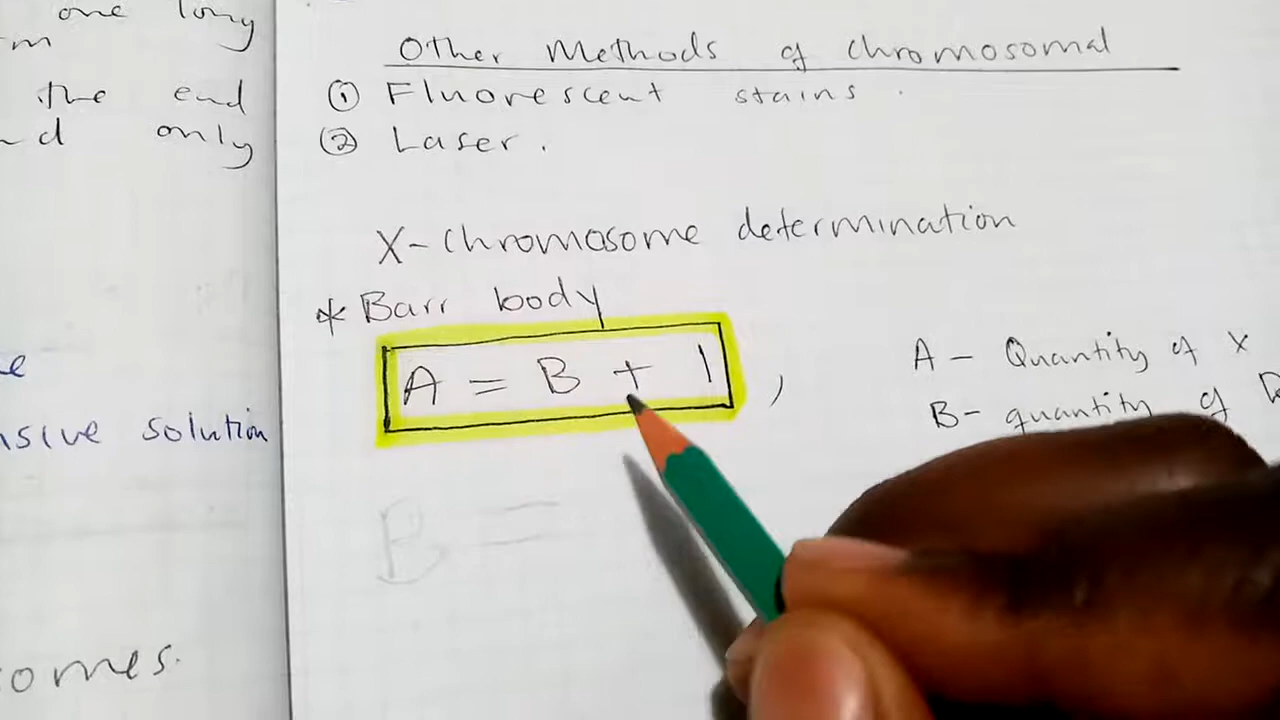 one long
m
the end
only
e
sive solution
omes.
Other Methods of chromosomal
① Fluorescent stains .
② Laser .
X-chromosome determination
* Barr body
A = B + 1 ,
A - Quantity of X
B - quantity of
B =